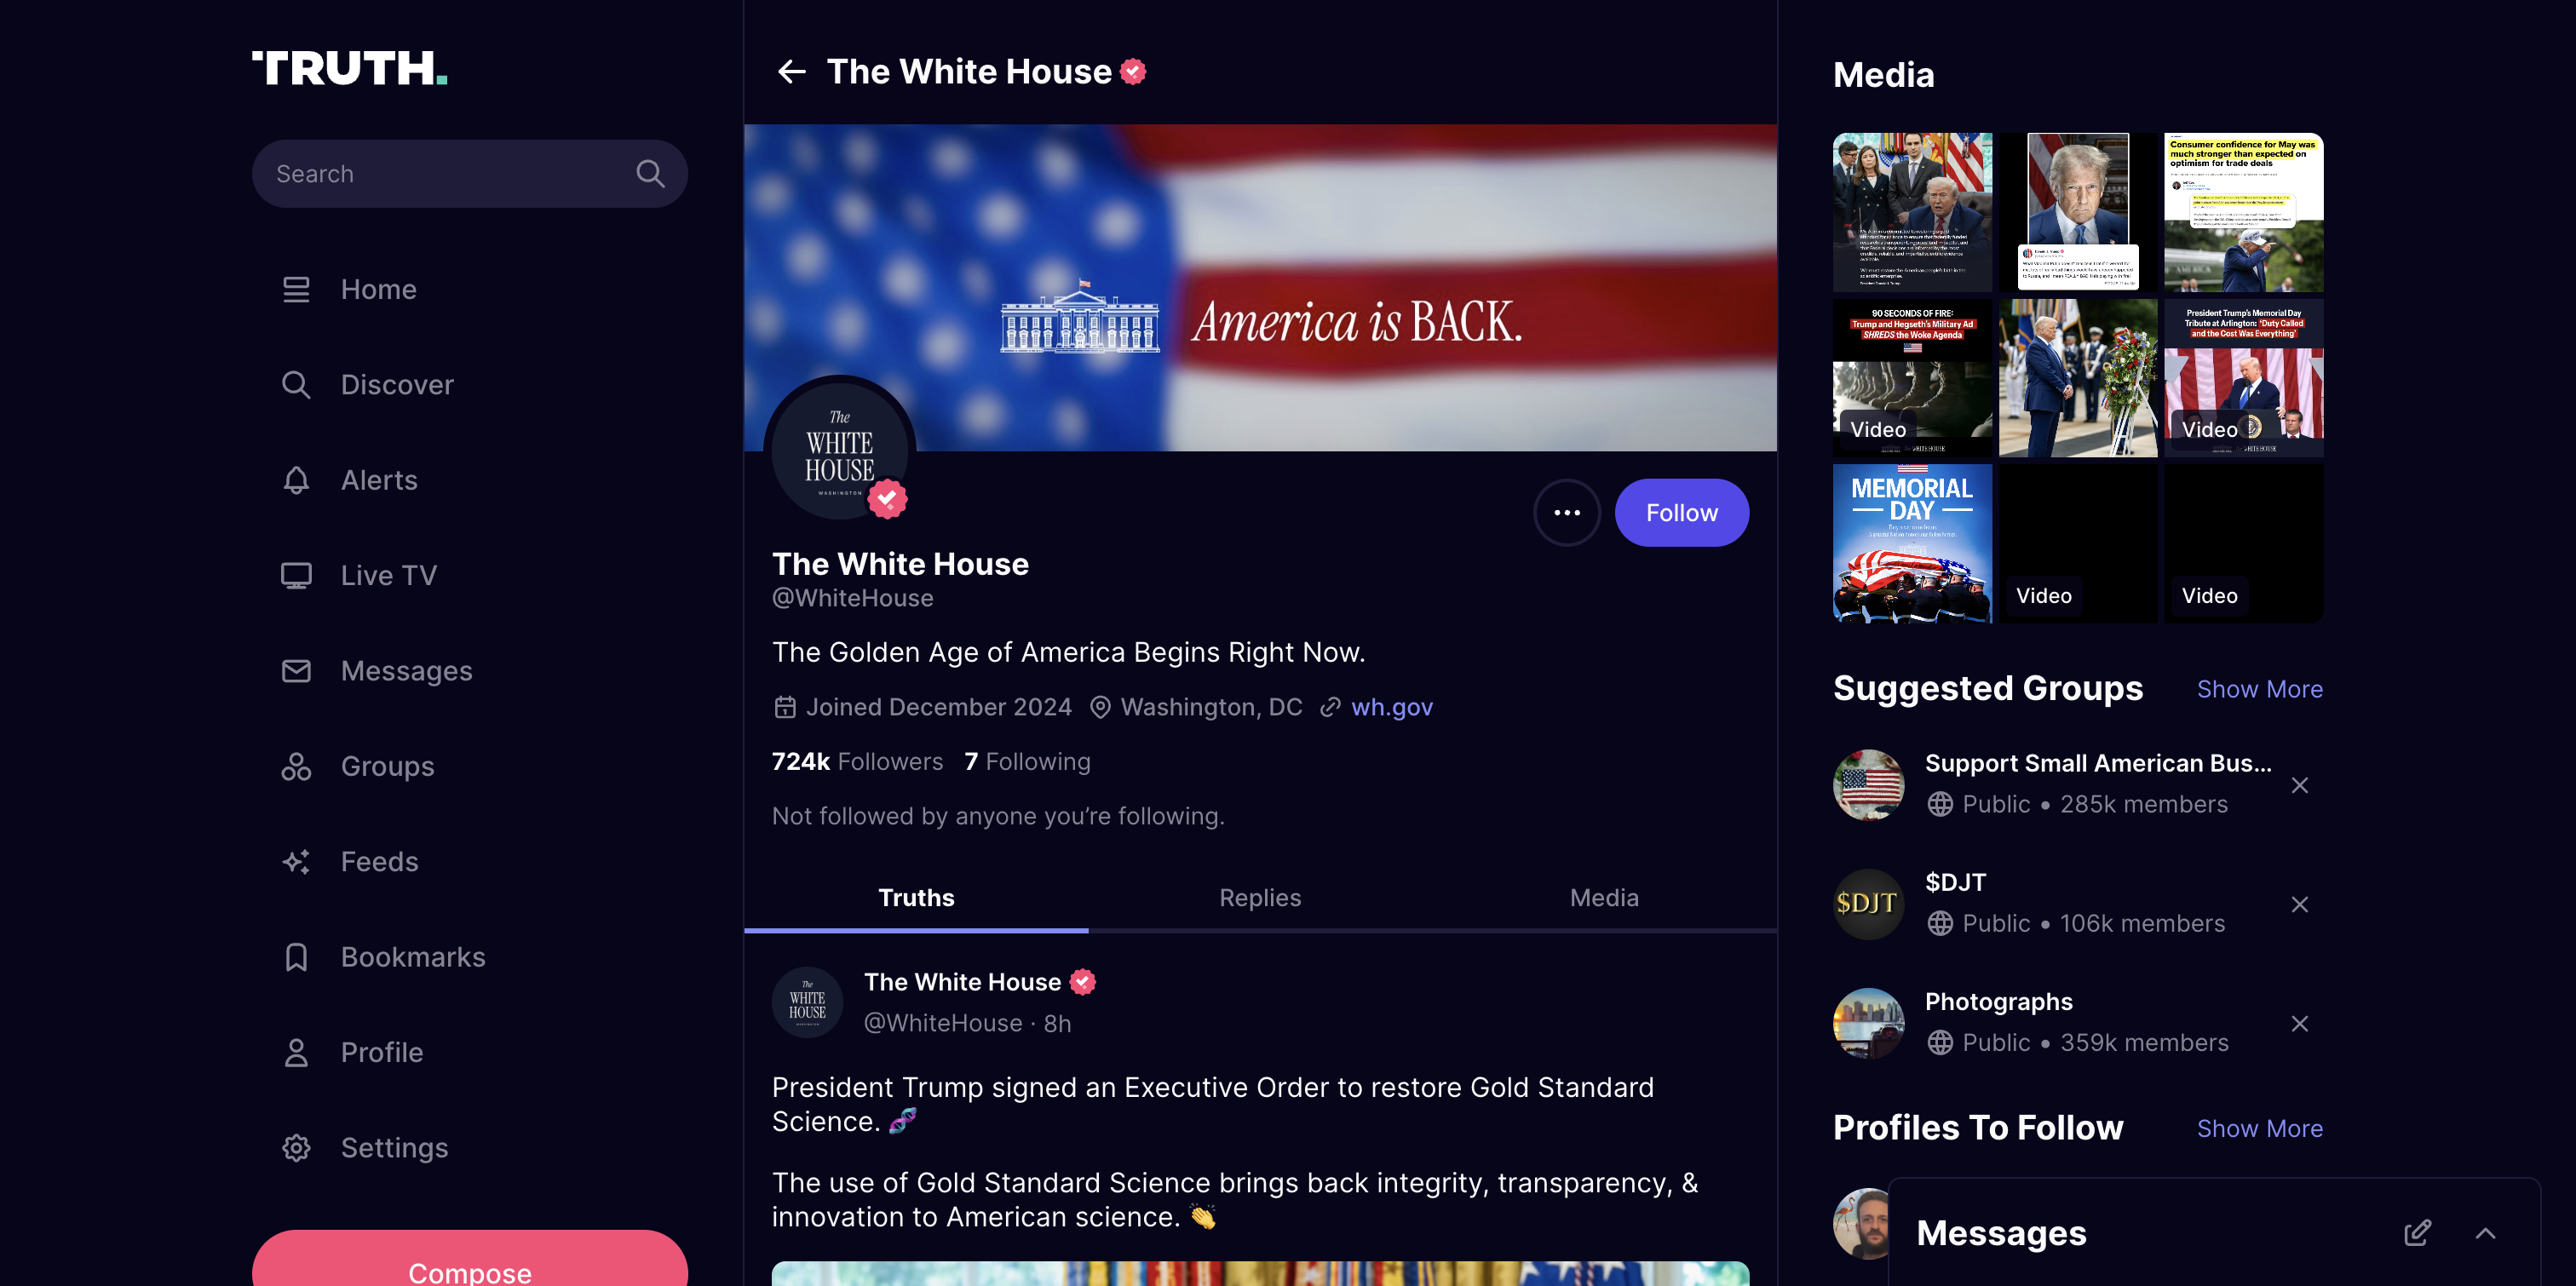 TRUTH.
Search
Home
Discover
Alerts
Live TV
Messages
Groups
Feeds
Bookmarks
Profile
Settings
Compose
The White House
America is BACK.
The
WHITE
HOUSE
WASHINGTON
Follow
The White House
@WhiteHouse
The Golden Age of America Begins Right Now.
Joined December 2024 Washington, DC wh.gov
724k Followers 7 Following
Not followed by anyone you’re following.
Truths Replies Media
The
WHITE
HOUSE
The White House
@WhiteHouse · 8h
President Trump signed an Executive Order to restore Gold Standard
Science. 🧬
The use of Gold Standard Science brings back integrity, transparency, &
innovation to American science. 👏
Media
Consumer confidence for May was
much stronger than expected on
optimism for trade deals
90 SECONDS OF FIRE:
Trump and Hegseth's Military Ad
SHREDS the Woke Agenda
Video
President Trump's Memorial Day
Tribute at Arlington: 'Duty Called
and the Cost Was Everything'
Video
MEMORIAL
DAY
Video
Video
Suggested Groups Show More
Support Small American Bus...
Public • 285k members
$DJT
$DJT
Public • 106k members
Photographs
Public • 359k members
Profiles To Follow Show More
Messages